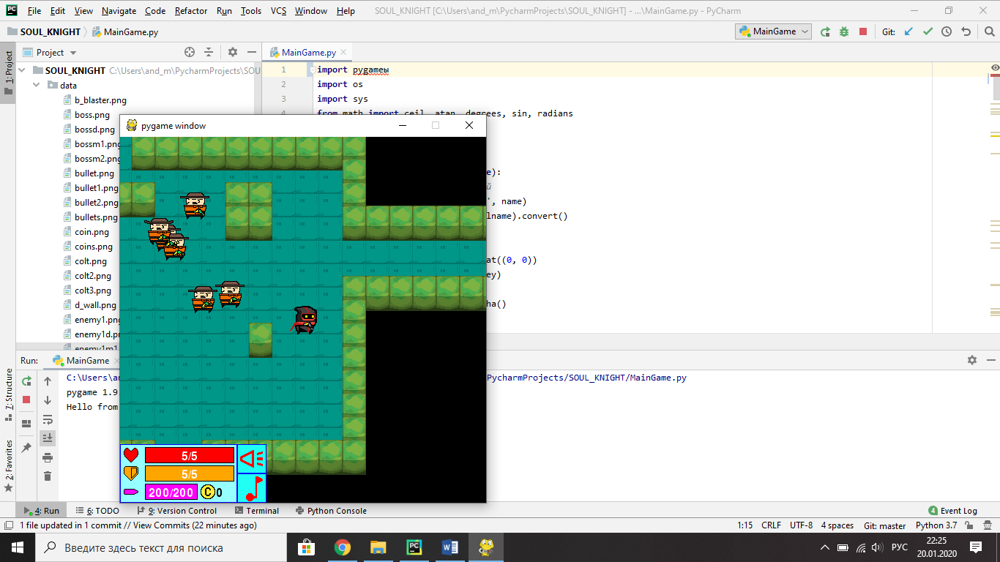 File Edit View Navigate Code Refactor Run Tools VCS Window Help SOUL_KNIGHT [C:\Users\and_m\PycharmProjects\SOUL_KNIGHT] - ...\MainGame.py - PyCharm
SOUL_KNIGHT MainGame.py MainGame Git:
1: Project
Project
MainGame.py
SOUL_KNIGHT C:\Users\and_m\PycharmProjects\SOU
data
b_blaster.png
boss.png
bossd.png
bossm1.png
bossm2.png
bullet.png
bullet1.png
bullet2.png
bullets.png
coin.png
coins.png
colt.png
colt2.png
colt3.png
d_wall.png
enemy1.png
enemy1d.png
enemy1m1
1 import pygameы
2 import os
3 import sys
4 from math import ceil, atan, degrees, sin, radians
e):
й
', name)
lname).convert()
at((0, 0))
ey)
ha()
pygame window
5/5
5/5
200/200 C 0
7: Structure
2: Favorites
Run: MainGame
C:\Users\an
PycharmProjects/SOUL_KNIGHT/MainGame.py
pygame 1.9
Hello from
4: Run 6: TODO 9: Version Control Terminal Python Console 4 Event Log
1 file updated in 1 commit // View Commits (22 minutes ago) 1:15 CRLF UTF-8 4 spaces Git: master Python 3.7
Введите здесь текст для поиска
РУС
22:25
20.01.2020